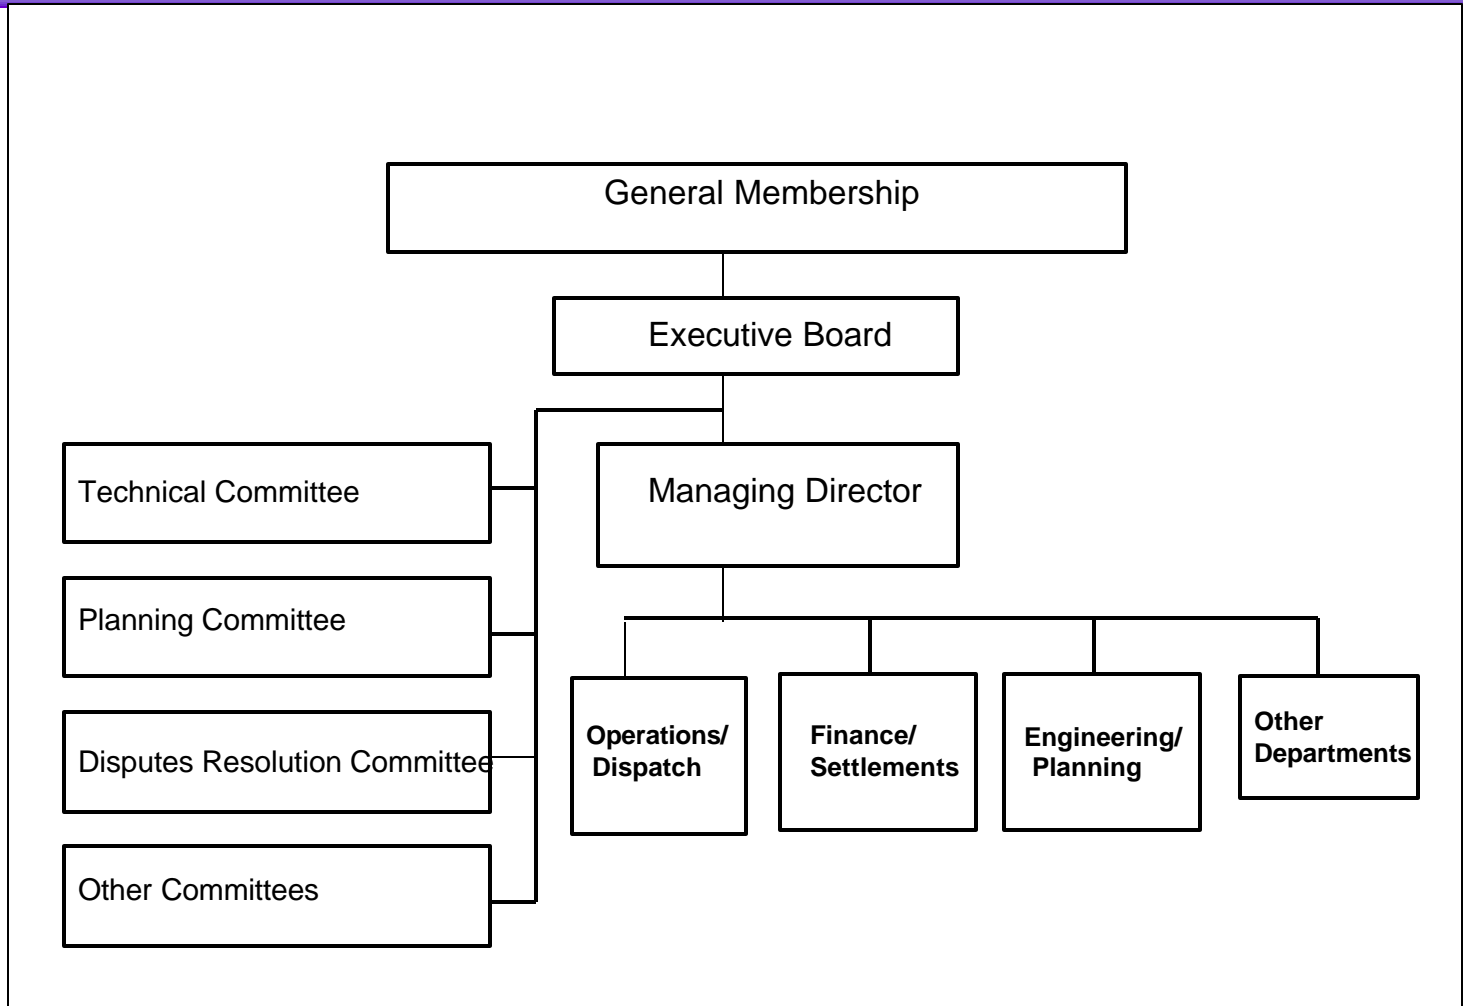 General Membership
Executive Board
Technical Committee
Managing Director
Planning Committee
Disputes Resolution Committee
Other Committees
Operations/
Dispatch
Finance/
Settlements
Engineering/
Planning
Other
Departments